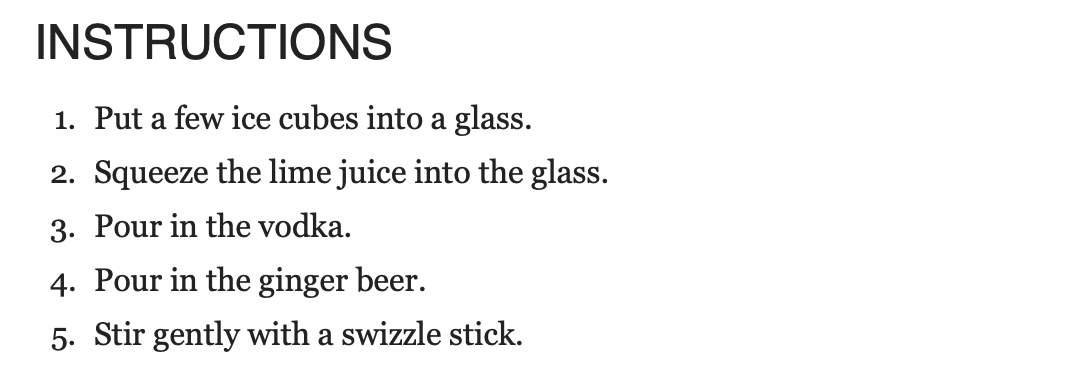 INSTRUCTIONS
1. Put a few ice cubes into a glass.
2. Squeeze the lime juice into the glass.
3. Pour in the vodka.
4. Pour in the ginger beer.
5. Stir gently with a swizzle stick.